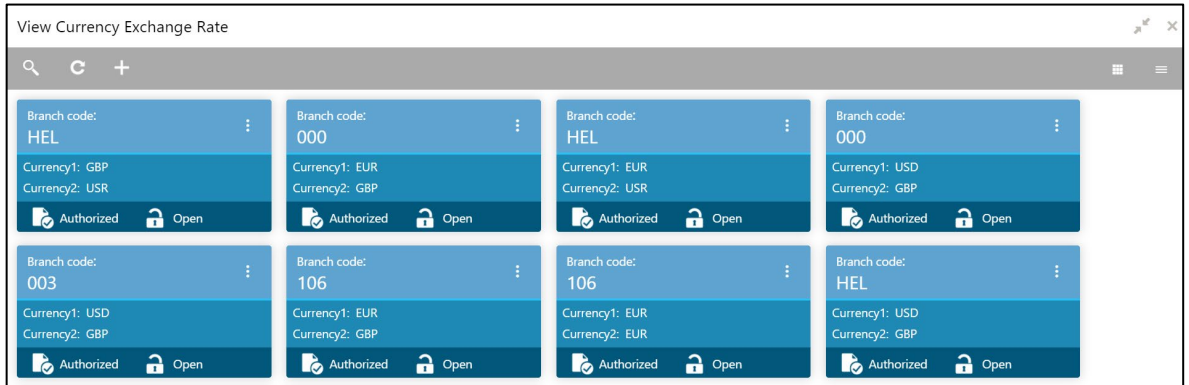 View Currency Exchange Rate
Branch code:
HEL
Currency1: GBP
Currency2: USR
Authorized Open
Branch code:
000
Currency1: EUR
Currency2: GBP
Authorized Open
Branch code:
HEL
Currency1: EUR
Currency2: USR
Authorized Open
Branch code:
000
Currency1: USD
Currency2: GBP
Authorized Open
Branch code:
003
Currency1: USD
Currency2: GBP
Authorized Open
Branch code:
106
Currency1: EUR
Currency2: GBP
Authorized Open
Branch code:
106
Currency1: EUR
Currency2: EUR
Authorized Open
Branch code:
HEL
Currency1: USD
Currency2: GBP
Authorized Open